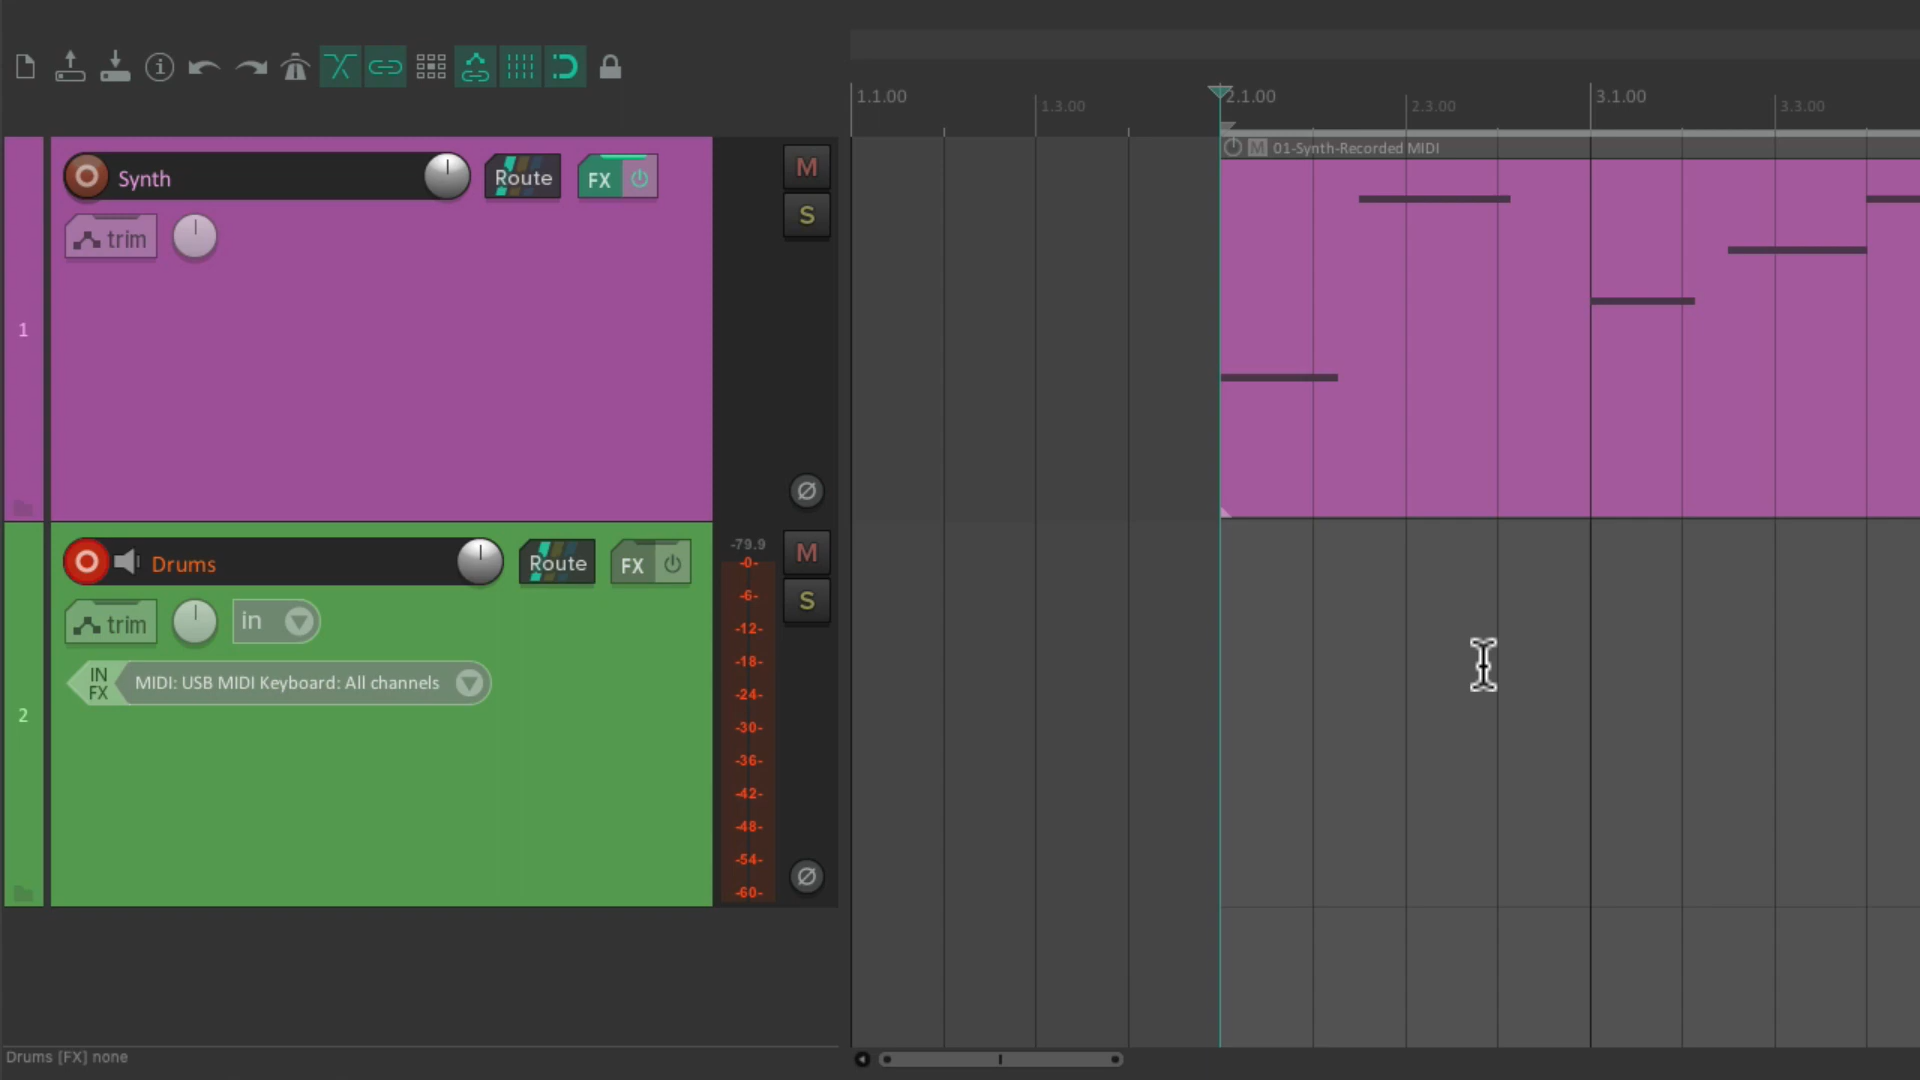 1.1.00 1.3.00 2.1.00 2.3.00 3.1.00 3.3.00
M 01-Synth-Recorded MIDI
1
Synth Route FX M
trim S
2
Drums Route FX -79.9 M
trim in S
IN FX MIDI: USB MIDI Keyboard: All channels
-0-
-6-
-12-
-18-
-24-
-30-
-36-
-42-
-48-
-54-
-60-
Drums [FX] none